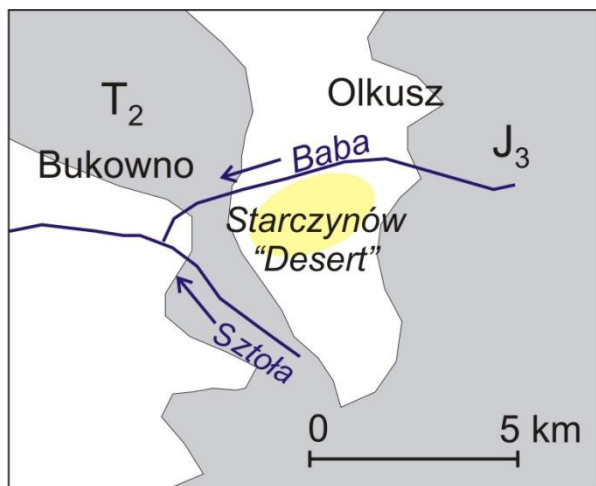 T₂
Olkusz
Baba
J₃
Bukowno
Starczynów
“Desert”
Sztoła
0
5 km